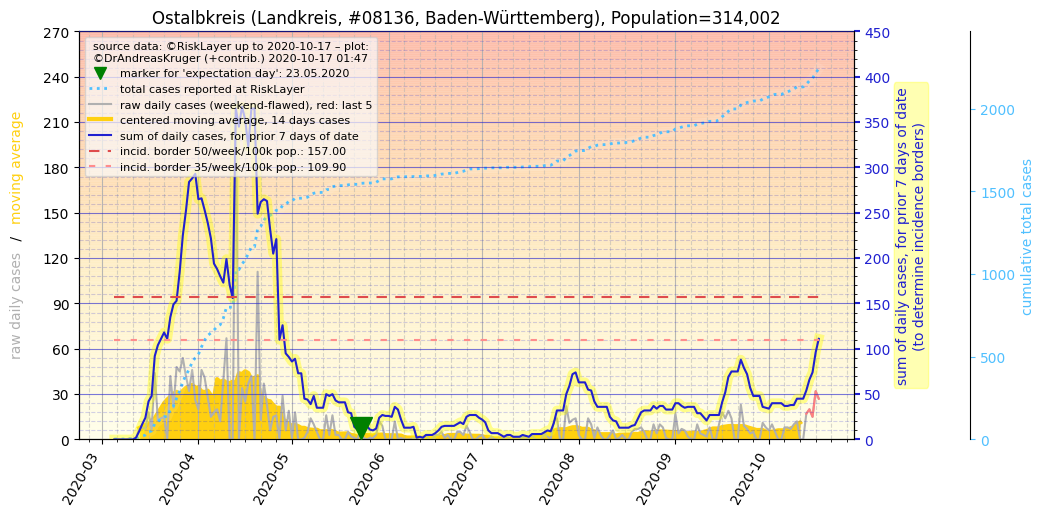 Ostalbkreis (Landkreis, #08136, Baden-Württemberg), Population=314,002
source data: ©RiskLayer up to 2020-10-17 – plot:
©DrAndreasKruger (+contrib.) 2020-10-17 01:47
marker for 'expectation day': 23.05.2020
total cases reported at RiskLayer
raw daily cases (weekend-flawed), red: last 5
centered moving average, 14 days cases
sum of daily cases, for prior 7 days of date
incid. border 50/week/100k pop.: 157.00
incid. border 35/week/100k pop.: 109.90
raw daily cases / moving average
270
240
210
180
150
120
90
60
30
0
450
400
350
300
250
200
150
100
50
0
sum of daily cases, for prior 7 days of date
(to determine incidence borders)
2000
1500
1000
500
0
cumulative total cases
2020-03
2020-04
2020-05
2020-06
2020-07
2020-08
2020-09
2020-10